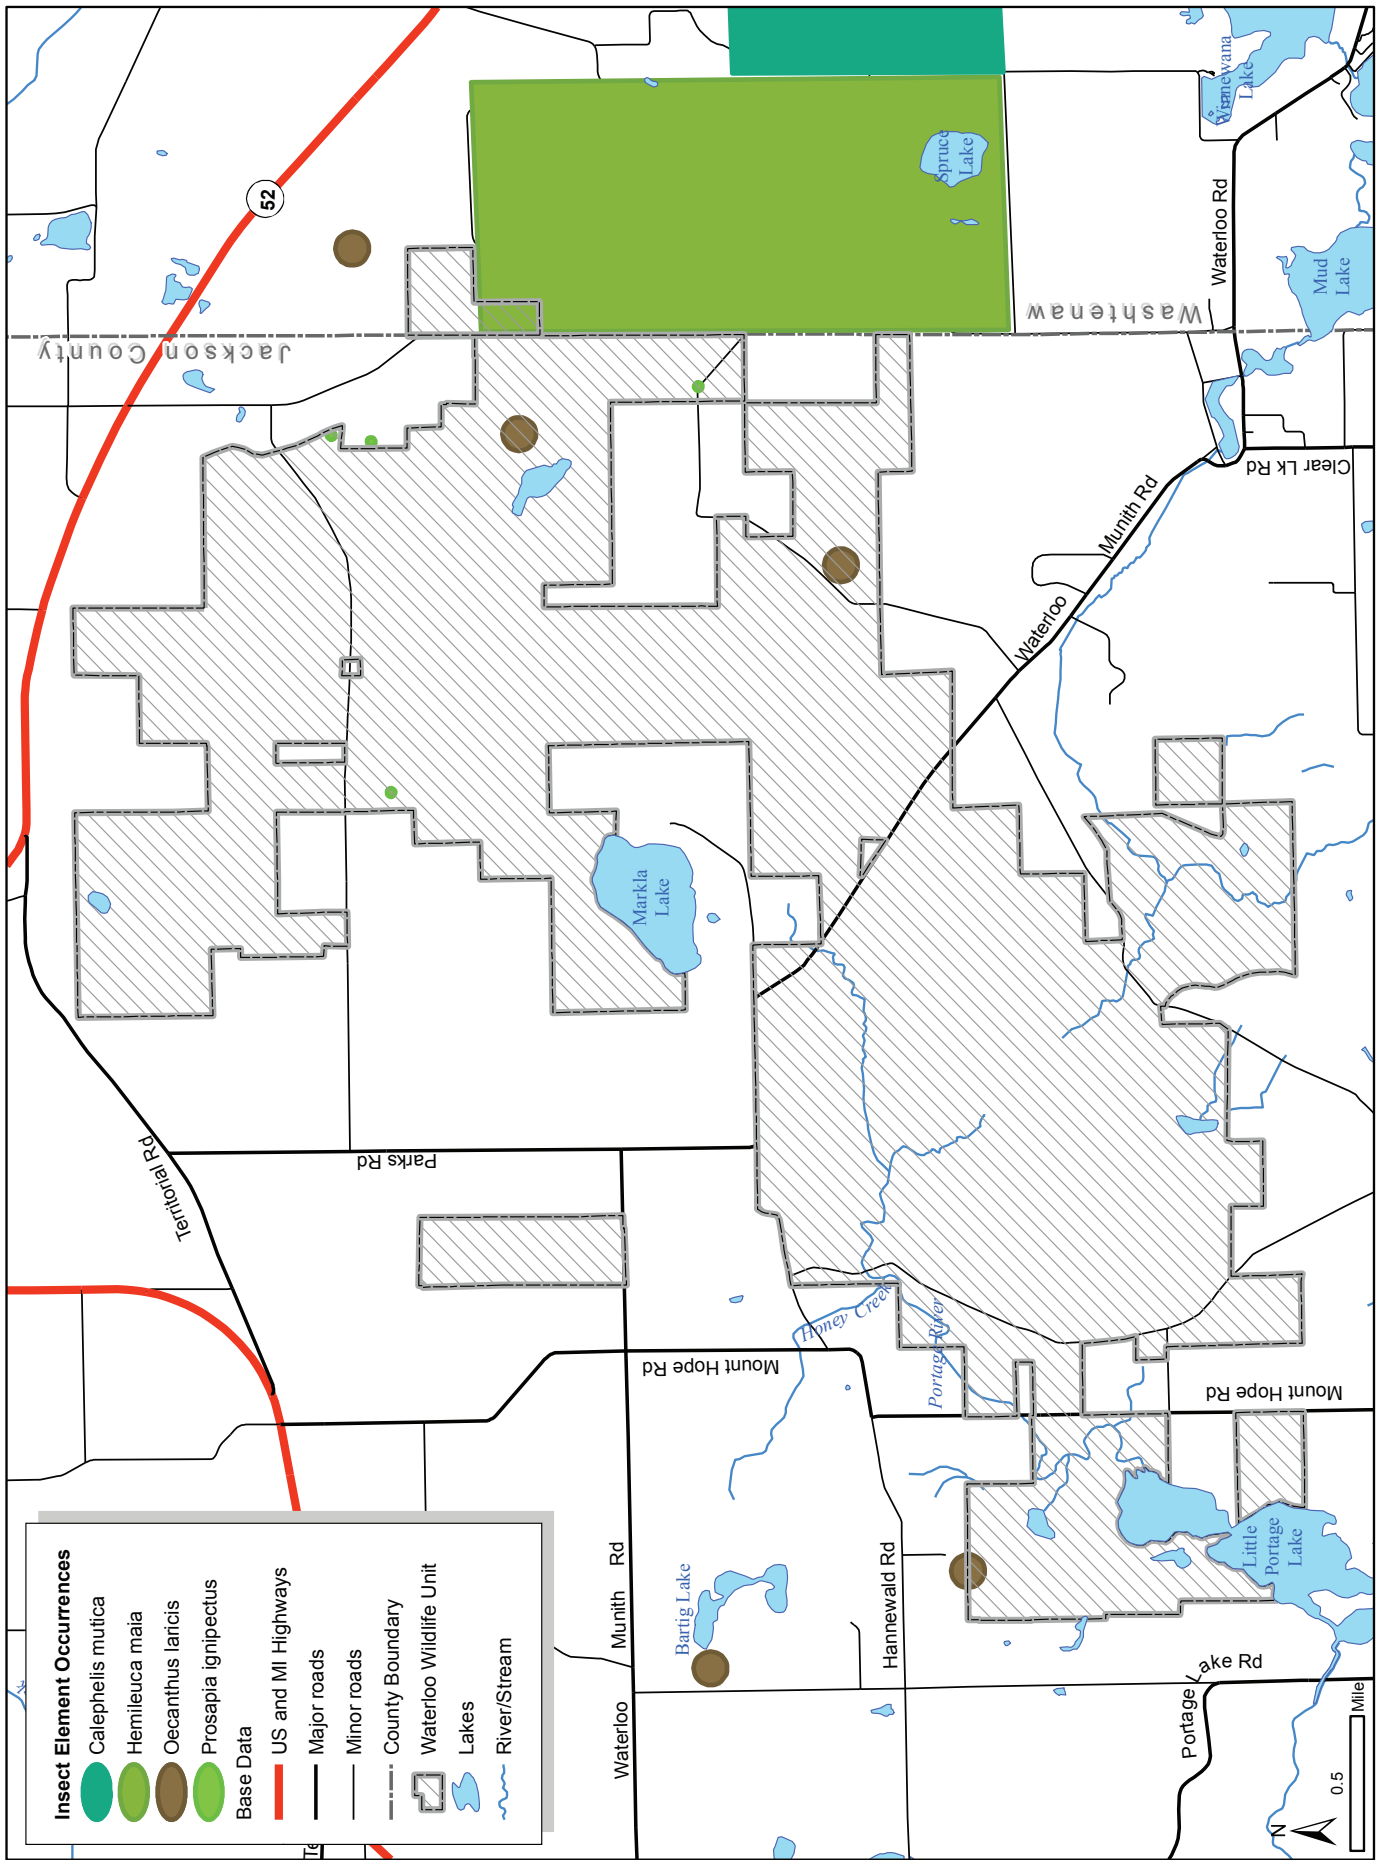 Insect Element Occurrences
Calephelis mutica
Hemileuca maia
Oecanthus laricis
Prosapia ignipectus
Base Data
US and MI Highways
Major roads
Minor roads
County Boundary
Waterloo Wildlife Unit
Lakes
River/Stream
52
Jackson County
Washtenaw
Territorial Rd
Parks Rd
Markla
Lake
Spruce
Lake
Winnewana
Lake
Mud
Lake
Waterloo Rd
Clear Lk Rd
Waterloo
Munith Rd
Honey Creek
Portage River
Mount Hope Rd
Mount Hope Rd
Waterloo
Munith Rd
Bartig Lake
Hannewald Rd
Little
Portage
Lake
Portage Lake Rd
Te
N
0.5
Mile